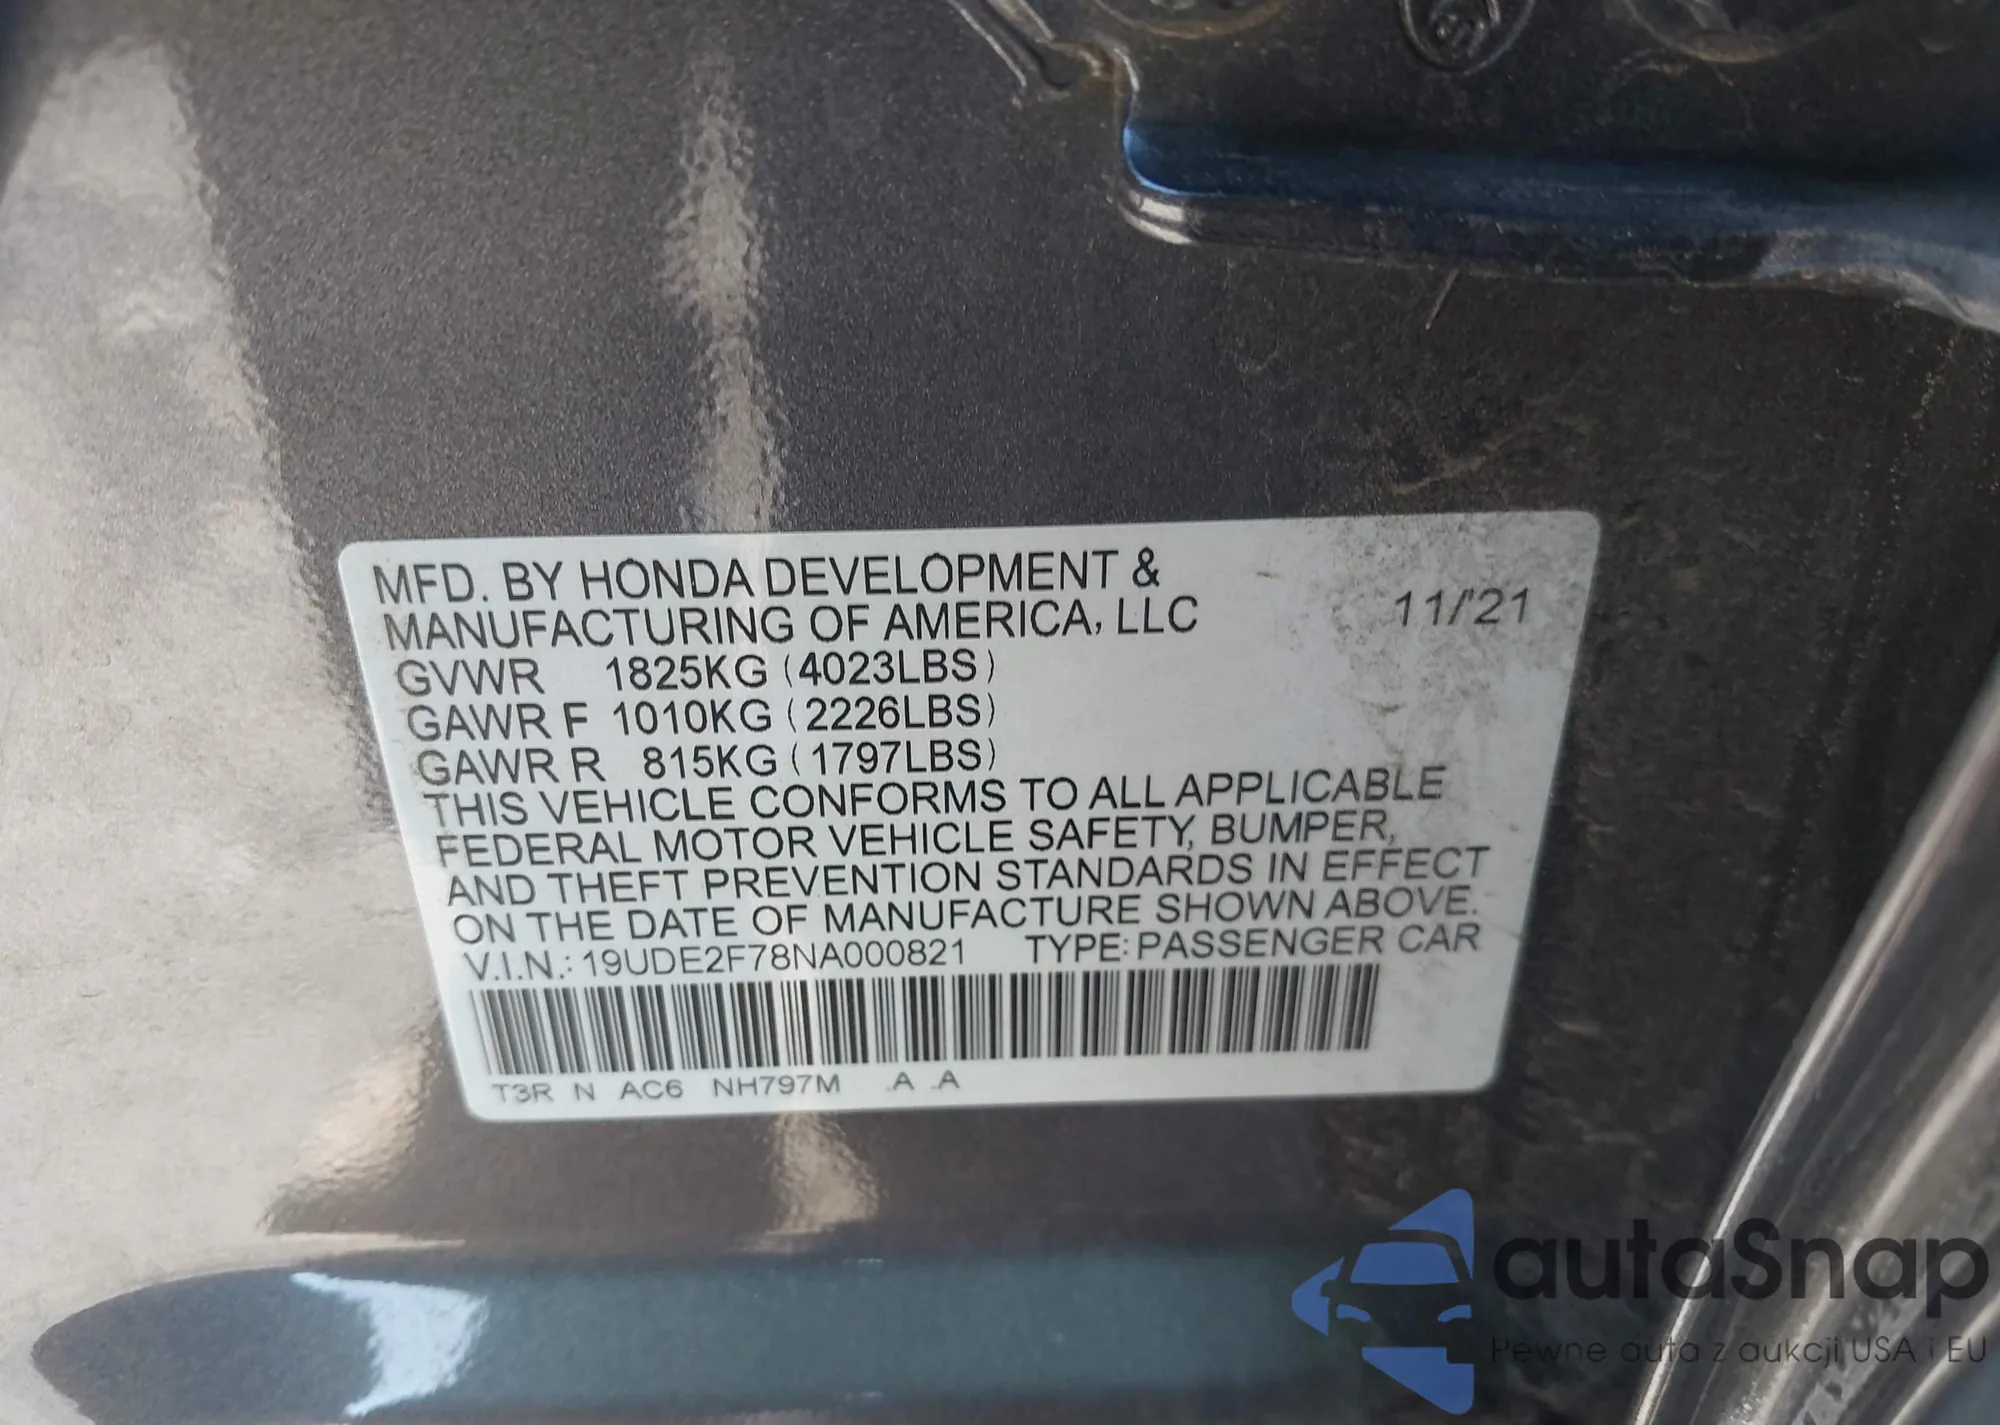 MFD. BY HONDA DEVELOPMENT &
MANUFACTURING OF AMERICA, LLC 11/'21
GVWR 1825KG (4023LBS)
GAWR F 1010KG (2226LBS)
GAWR R 815KG (1797LBS)
THIS VEHICLE CONFORMS TO ALL APPLICABLE
FEDERAL MOTOR VEHICLE SAFETY, BUMPER,
AND THEFT PREVENTION STANDARDS IN EFFECT
ON THE DATE OF MANUFACTURE SHOWN ABOVE.
V.I.N.: 19UDE2F78NA000821 TYPE: PASSENGER CAR
T3R N AC6 NH797M .A .A
autoSnap
Pewne auta z aukcji USA i EU